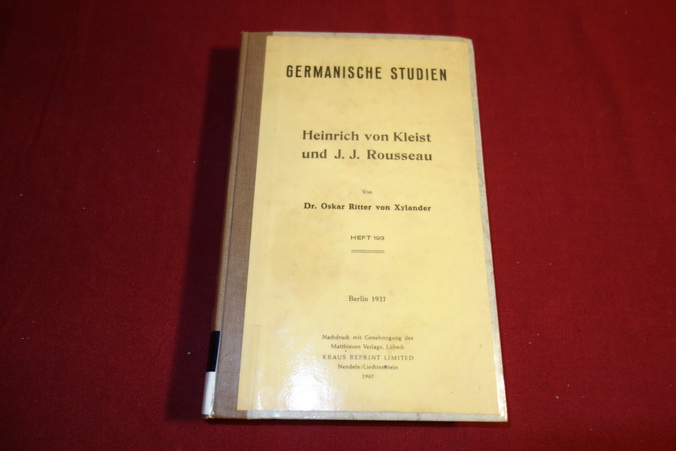 GERMANISCHE STUDIEN
Heinrich von Kleist
und J. J. Rousseau
Von
Dr. Oskar Ritter von Xylander
HEFT 193
Berlin 1937
Nachdruck mit Genehmigung des
Matthiesen Verlags, Lübeck
KRAUS REPRINT LIMITED
Nendeln/Liechtenstein
1967